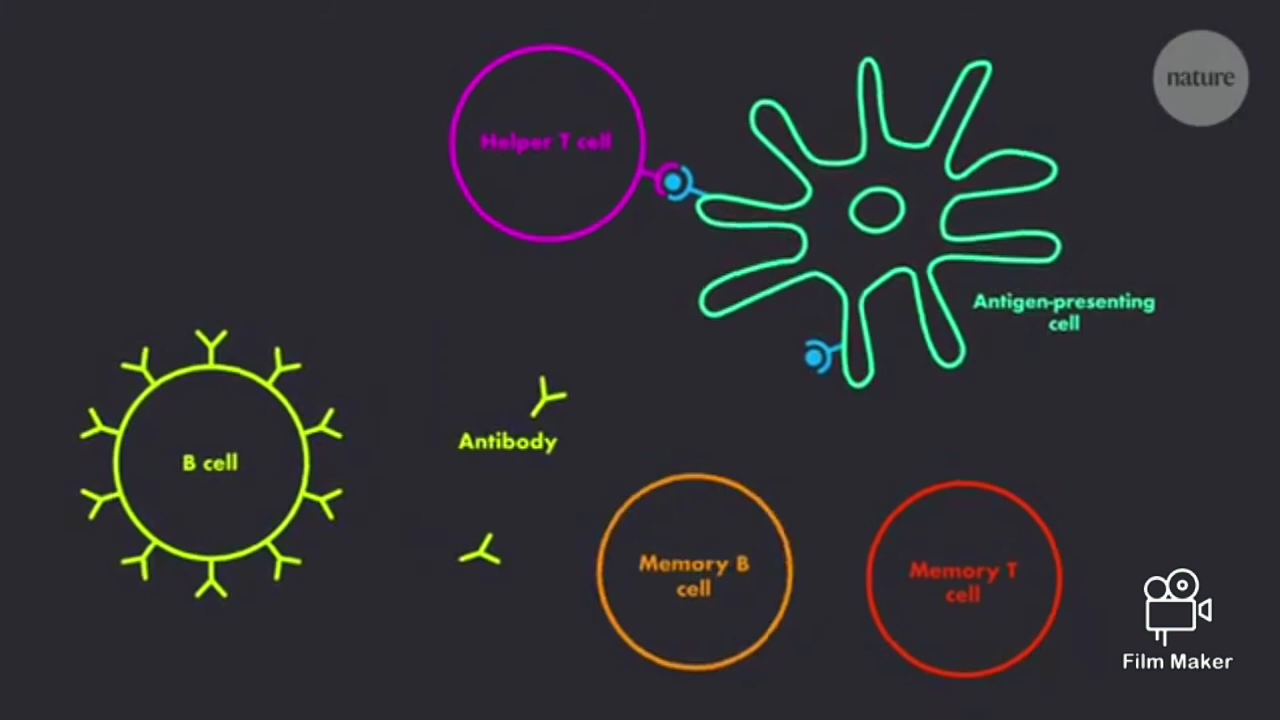 nature
Helper T cell
Antigen-presenting
cell
Antibody
B cell
Memory B
cell
Memory T
cell
Film Maker